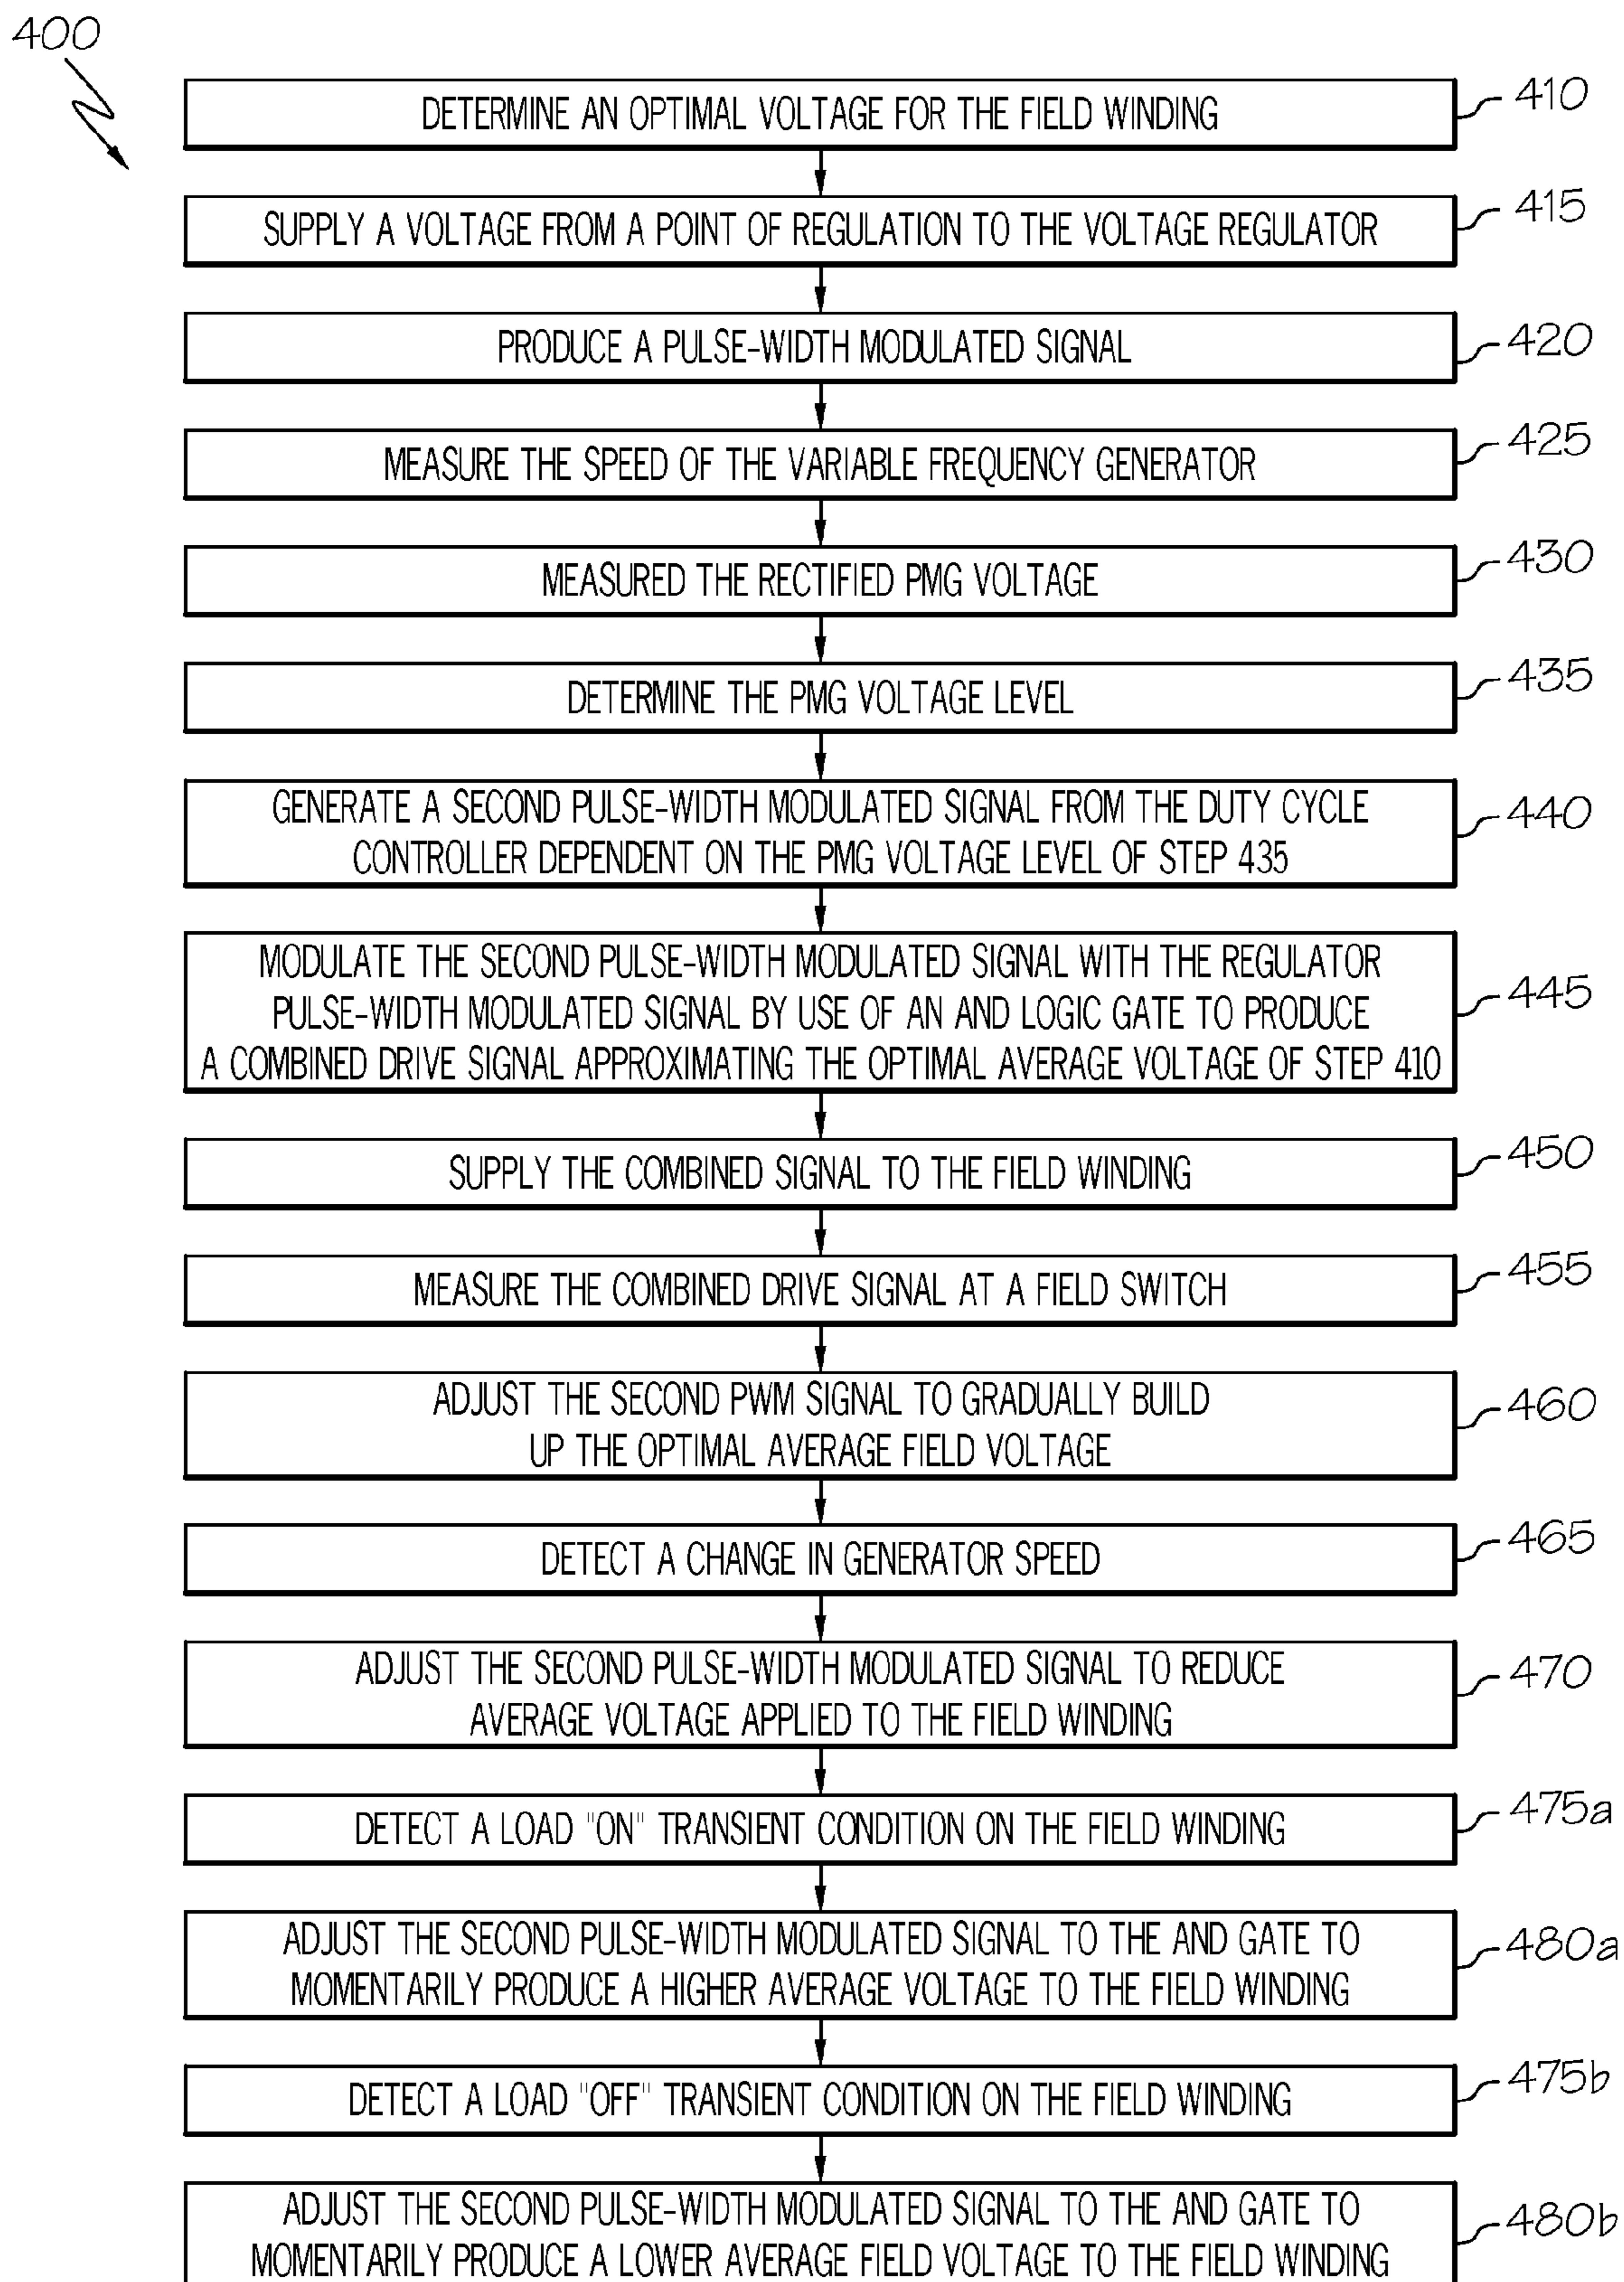 400
DETERMINE AN OPTIMAL VOLTAGE FOR THE FIELD WINDING
410
SUPPLY A VOLTAGE FROM A POINT OF REGULATION TO THE VOLTAGE REGULATOR
415
PRODUCE A PULSE-WIDTH MODULATED SIGNAL
420
MEASURE THE SPEED OF THE VARIABLE FREQUENCY GENERATOR
425
MEASURED THE RECTIFIED PMG VOLTAGE
430
DETERMINE THE PMG VOLTAGE LEVEL
435
GENERATE A SECOND PULSE-WIDTH MODULATED SIGNAL FROM THE DUTY CYCLE
CONTROLLER DEPENDENT ON THE PMG VOLTAGE LEVEL OF STEP 435
440
MODULATE THE SECOND PULSE-WIDTH MODULATED SIGNAL WITH THE REGULATOR
PULSE-WIDTH MODULATED SIGNAL BY USE OF AN AND LOGIC GATE TO PRODUCE
A COMBINED DRIVE SIGNAL APPROXIMATING THE OPTIMAL AVERAGE VOLTAGE OF STEP 410
445
SUPPLY THE COMBINED SIGNAL TO THE FIELD WINDING
450
MEASURE THE COMBINED DRIVE SIGNAL AT A FIELD SWITCH
455
ADJUST THE SECOND PWM SIGNAL TO GRADUALLY BUILD
UP THE OPTIMAL AVERAGE FIELD VOLTAGE
460
DETECT A CHANGE IN GENERATOR SPEED
465
ADJUST THE SECOND PULSE-WIDTH MODULATED SIGNAL TO REDUCE
AVERAGE VOLTAGE APPLIED TO THE FIELD WINDING
470
DETECT A LOAD "ON" TRANSIENT CONDITION ON THE FIELD WINDING
475a
ADJUST THE SECOND PULSE-WIDTH MODULATED SIGNAL TO THE AND GATE TO
MOMENTARILY PRODUCE A HIGHER AVERAGE VOLTAGE TO THE FIELD WINDING
480a
DETECT A LOAD "OFF" TRANSIENT CONDITION ON THE FIELD WINDING
475b
ADJUST THE SECOND PULSE-WIDTH MODULATED SIGNAL TO THE AND GATE TO
MOMENTARILY PRODUCE A LOWER AVERAGE FIELD VOLTAGE TO THE FIELD WINDING
480b